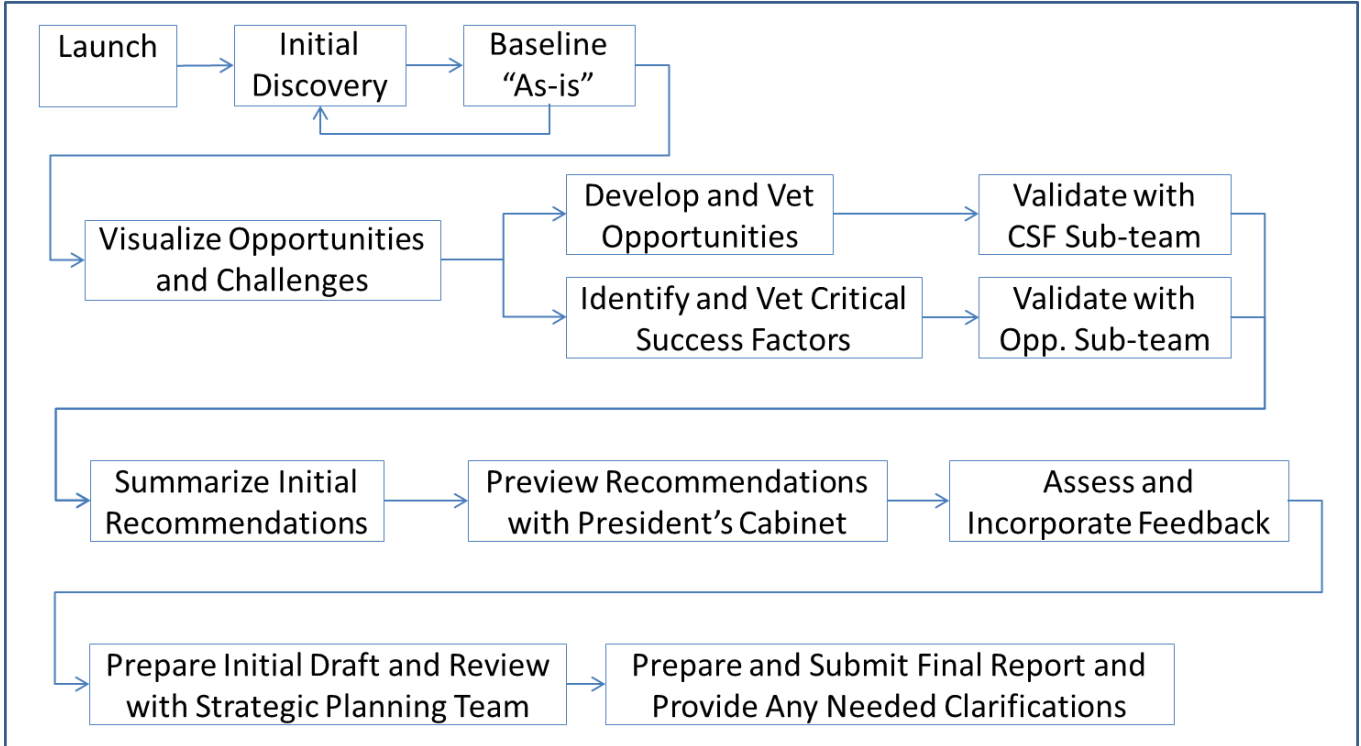 Launch
Initial
Discovery
Baseline
“As-is”
Visualize Opportunities
and Challenges
Develop and Vet
Opportunities
Validate with
CSF Sub-team
Identify and Vet Critical
Success Factors
Validate with
Opp. Sub-team
Summarize Initial
Recommendations
Preview Recommendations
with President’s Cabinet
Assess and
Incorporate Feedback
Prepare Initial Draft and Review
with Strategic Planning Team
Prepare and Submit Final Report and
Provide Any Needed Clarifications